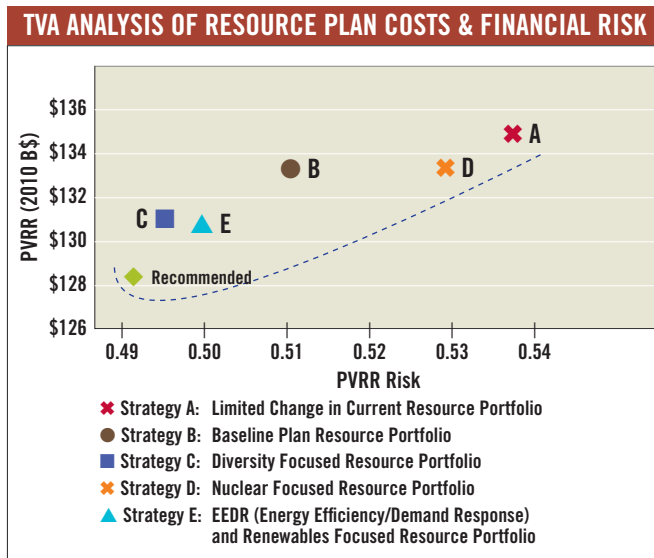 TVA ANALYSIS OF RESOURCE PLAN COSTS & FINANCIAL RISK
PVRR (2010 B$)
$136
$134
$132
$130
$128
$126
A
B
D
C
E
Recommended
0.49 0.50 0.51 0.52 0.53 0.54
PVRR Risk
Strategy A: Limited Change in Current Resource Portfolio
Strategy B: Baseline Plan Resource Portfolio
Strategy C: Diversity Focused Resource Portfolio
Strategy D: Nuclear Focused Resource Portfolio
Strategy E: EEDR (Energy Efficiency/Demand Response)
and Renewables Focused Resource Portfolio